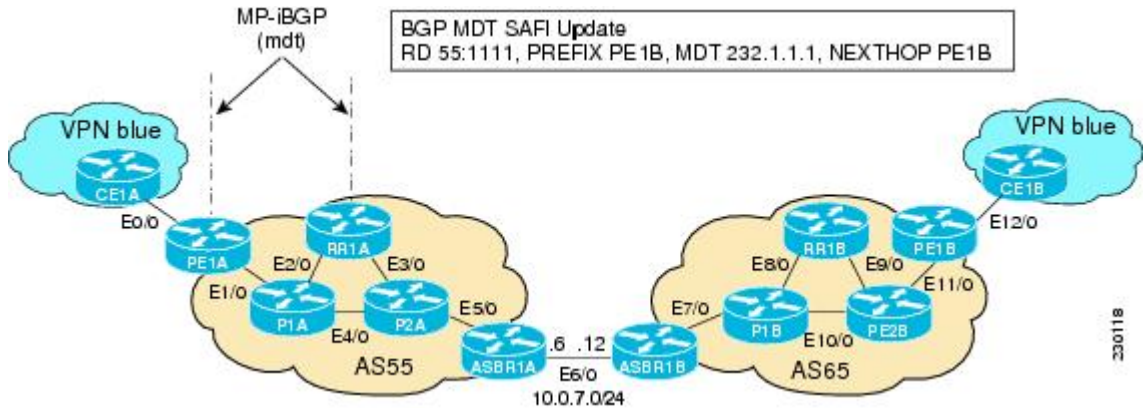 MP-iBGP
(mdt)
BGP MDT SAFI Update
RD 55:1111, PREFIX PE1B, MDT 232.1.1.1, NEXTHOP PE1B
VPN blue
CE1A
E0/0
PE1A
E1/0
RR1A
E2/0
E3/0
P1A
P2A
E4/0
E5/0
AS55
ASBR1A
.6 .12
E6/0
10.0.7.0/24
ASBR1B
VPN blue
CE1B
E12/0
RR1B
PE1B
E8/0
E9/0
E11/0
E7/0
P1B
PE2B
E10/0
AS65
230118